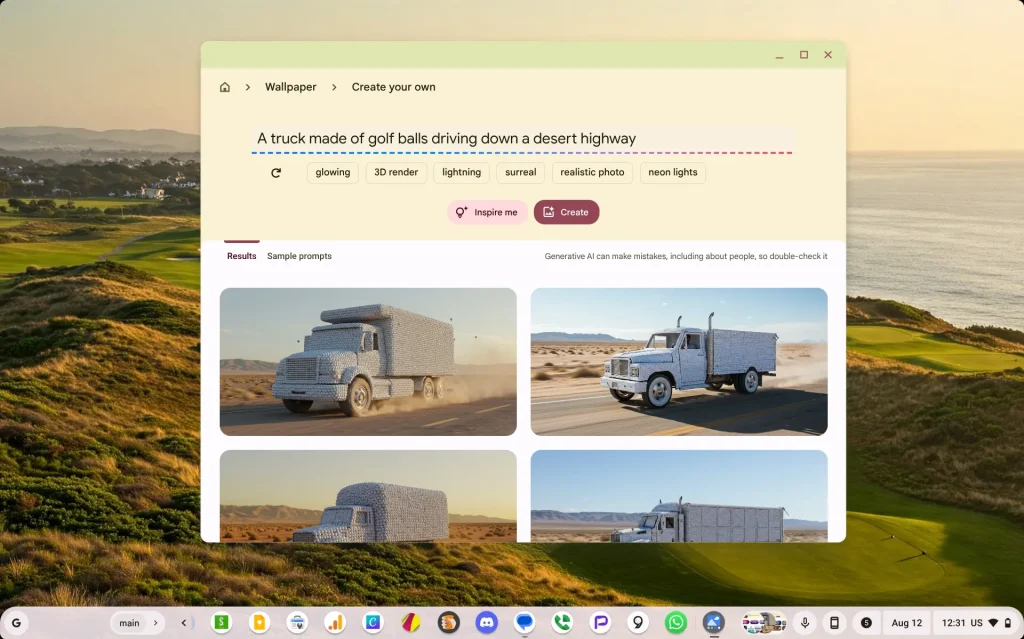 Wallpaper
Create your own
A truck made of golf balls driving down a desert highway
glowing
3D render
lightning
surreal
realistic photo
neon lights
Inspire me
Create
Results
Sample prompts
Generative AI can make mistakes, including about people, so double-check it
G
main
S
C
P
5
Aug 12
12:31 US